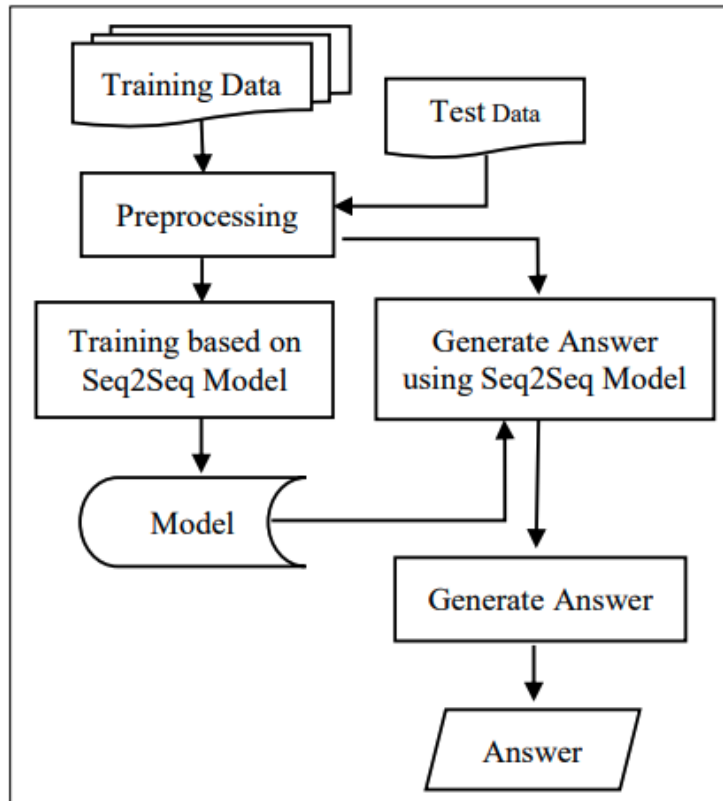 Training Data
Test Data
Preprocessing
Training based on
Seq2Seq Model
Generate Answer
using Seq2Seq Model
Model
Generate Answer
Answer